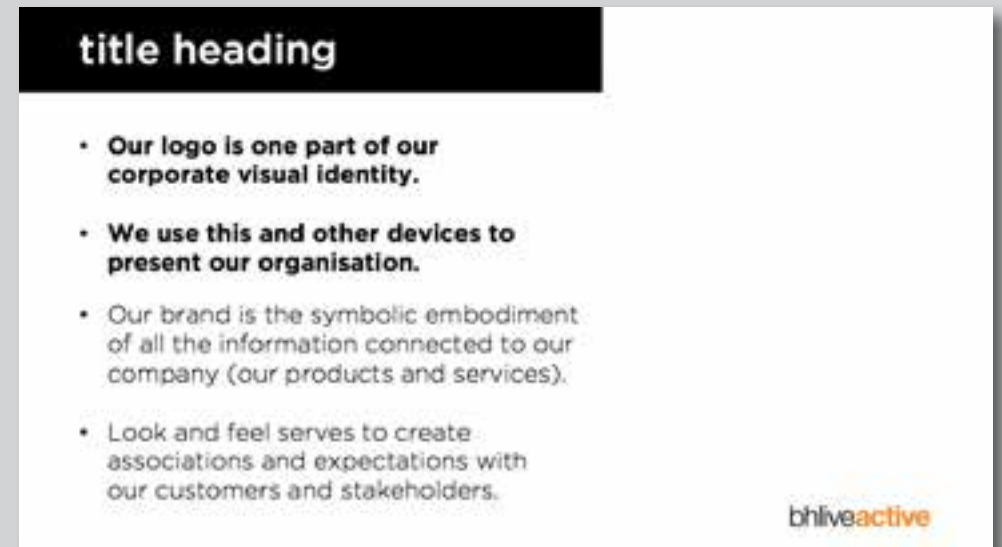 title heading
• Our logo is one part of our
corporate visual identity.
• We use this and other devices to
present our organisation.
• Our brand is the symbolic embodiment
of all the information connected to our
company (our products and services).
• Look and feel serves to create
associations and expectations with
our customers and stakeholders.
bhliveactive